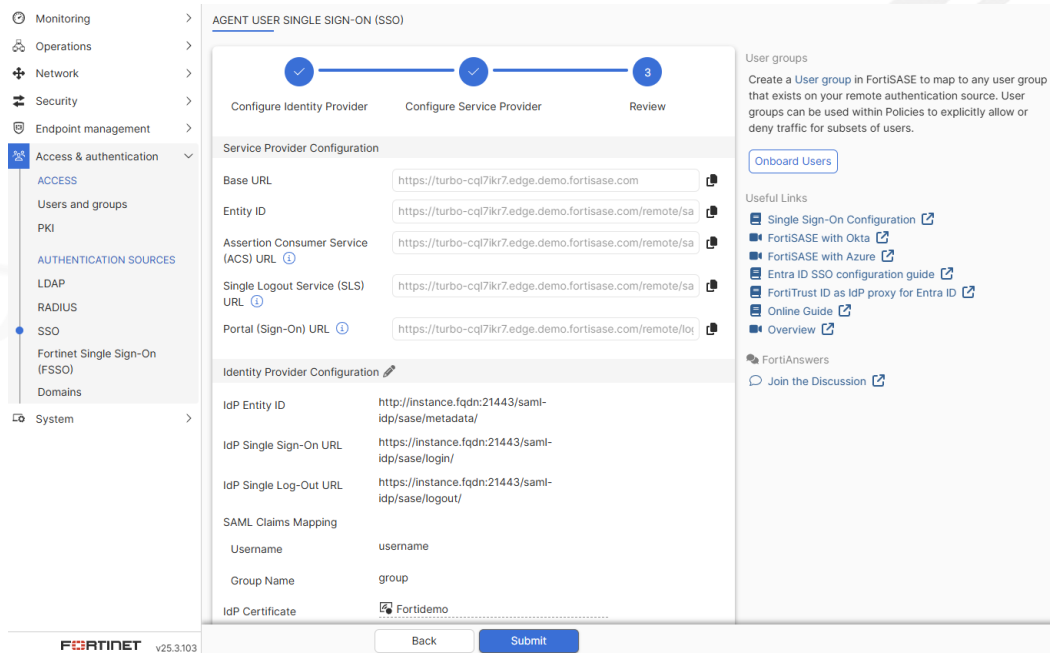 Monitoring
Operations
Network
Security
Endpoint management
Access & authentication
ACCESS
Users and groups
PKI
AUTHENTICATION SOURCES
LDAP
RADIUS
SSO
Fortinet Single Sign-On
(FSSO)
Domains
System
FORTINET v25.3.103
AGENT USER SINGLE SIGN-ON (SSO)
3
Configure Identity Provider
Configure Service Provider
Review
Service Provider Configuration
Base URL https://turbo-cql7ikr7.edge.demo.fortisase.com
Entity ID https://turbo-cql7ikr7.edge.demo.fortisase.com/remote/sa
Assertion Consumer Service
(ACS) URL https://turbo-cql7ikr7.edge.demo.fortisase.com/remote/sa
Single Logout Service (SLS)
URL https://turbo-cql7ikr7.edge.demo.fortisase.com/remote/sa
Portal (Sign-On) URL https://turbo-cql7ikr7.edge.demo.fortisase.com/remote/log
Identity Provider Configuration
IdP Entity ID http://instance.fqdn:21443/saml-
idp/sase/metadata/
IdP Single Sign-On URL https://instance.fqdn:21443/saml-
idp/sase/login/
IdP Single Log-Out URL https://instance.fqdn:21443/saml-
idp/sase/logout/
SAML Claims Mapping
Username username
Group Name group
IdP Certificate Fortidemo
Back
Submit
User groups
Create a User group in FortiSASE to map to any user group
that exists on your remote authentication source. User
groups can be used within Policies to explicitly allow or
deny traffic for subsets of users.
Onboard Users
Useful Links
Single Sign-On Configuration
FortiSASE with Okta
FortiSASE with Azure
Entra ID SSO configuration guide
FortiTrust ID as IdP proxy for Entra ID
Online Guide
Overview
FortiAnswers
Join the Discussion